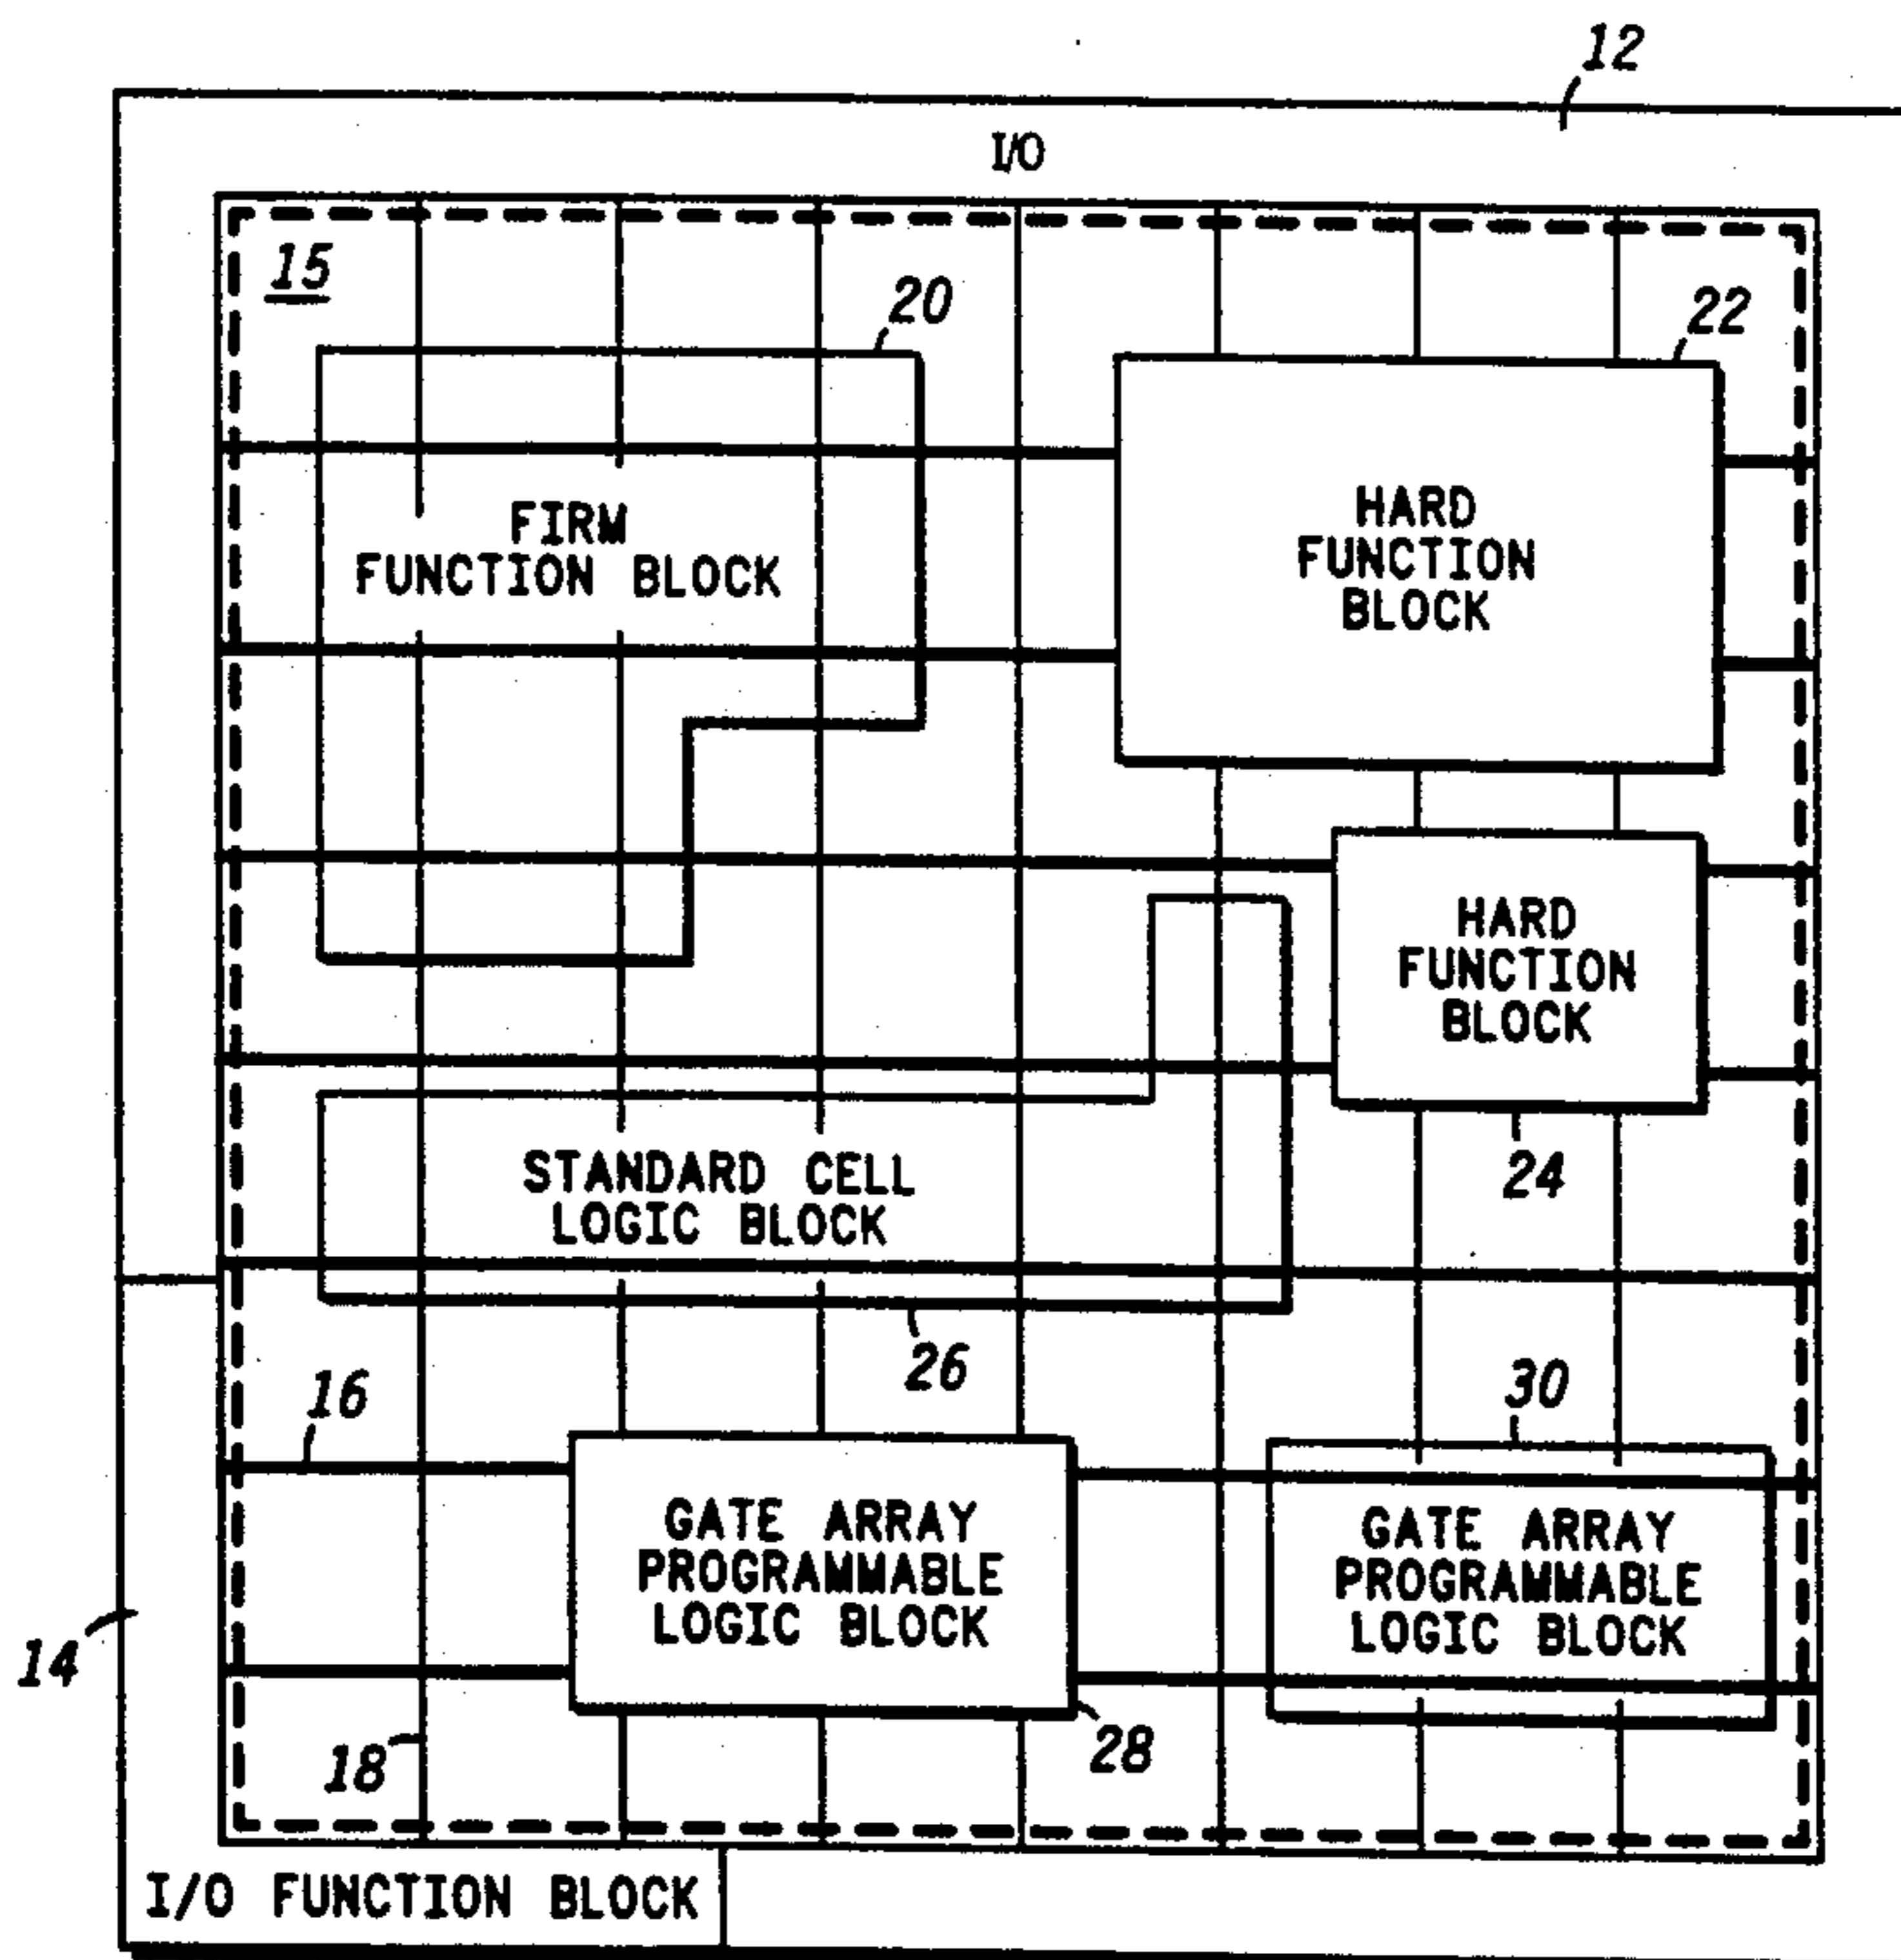 12
I/O
15
20
22
FIRM
FUNCTION BLOCK
HARD
FUNCTION
BLOCK
HARD
FUNCTION
BLOCK
24
STANDARD CELL
LOGIC BLOCK
26
16
30
GATE ARRAY
PROGRAMMABLE
LOGIC BLOCK
GATE ARRAY
PROGRAMMABLE
LOGIC BLOCK
14
18
28
I/O FUNCTION BLOCK